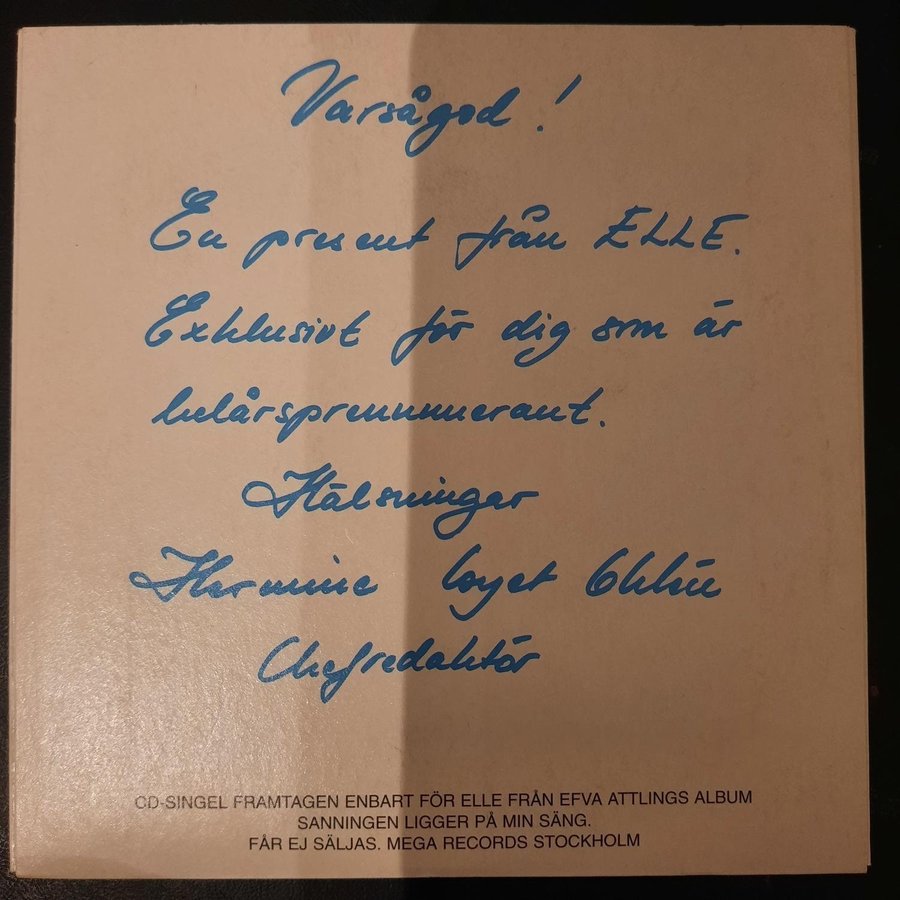 Varsågod!
En present från ELLE.
Exklusivt för dig som är
helårsprenumerant.
Hälsningar
Hermine
Chefredaktör
CD-SINGEL FRAMTAGEN ENBART FÖR ELLE FRÅN EFVA ATTLINGS ALBUM
SANNINGEN LIGGER PÅ MIN SÄNG.
FÅR EJ SÄLJAS. MEGA RECORDS STOCKHOLM